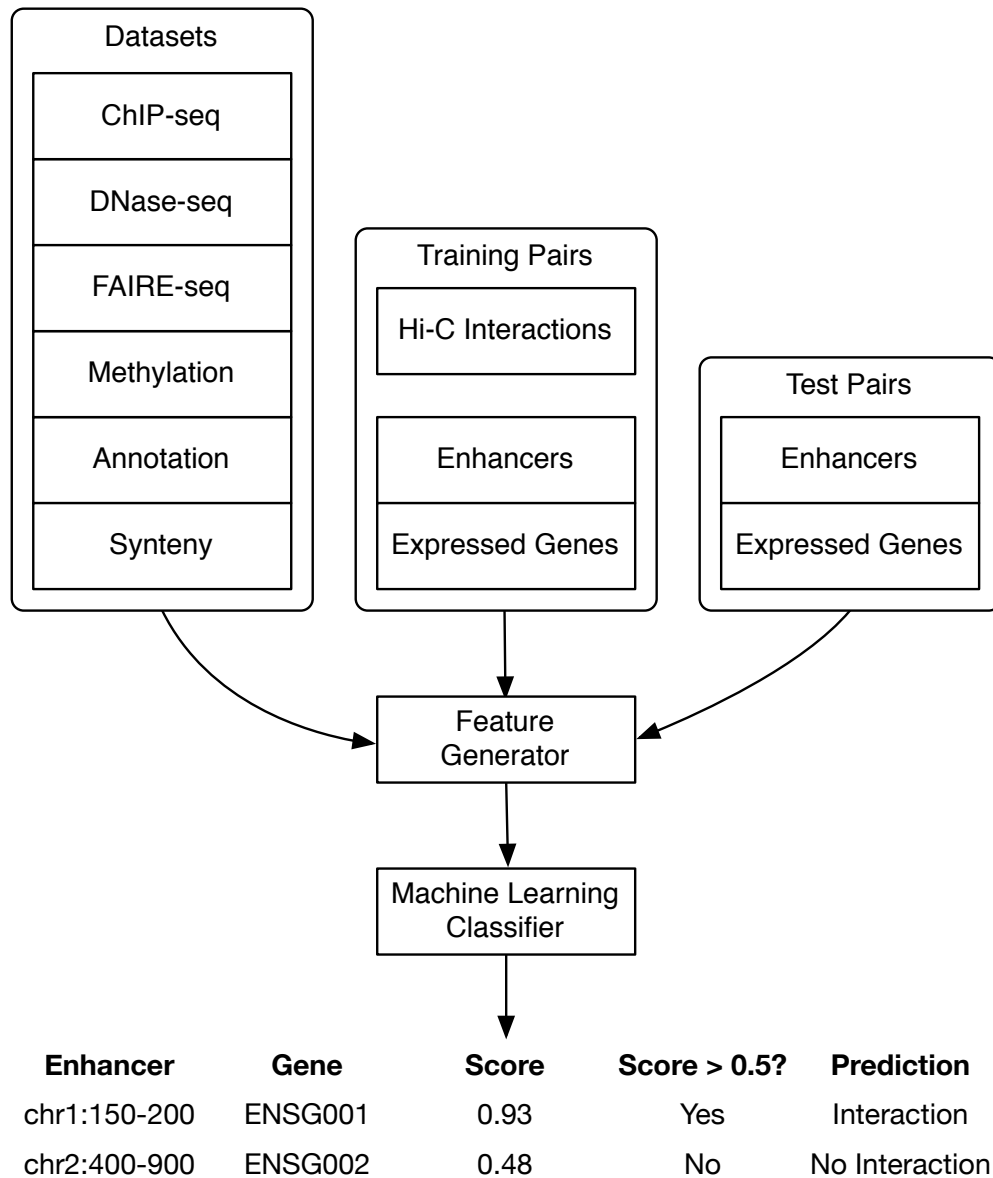 Datasets
ChIP-seq
DNase-seq
FAIRE-seq
Methylation
Annotation
Synteny
Training Pairs
Hi-C Interactions
Enhancers
Expressed Genes
Test Pairs
Enhancers
Expressed Genes
Feature
Generator
Machine Learning
Classifier
Enhancer Gene Score Score > 0.5? Prediction
chr1:150-200 ENSG001 0.93 Yes Interaction
chr2:400-900 ENSG002 0.48 No No Interaction